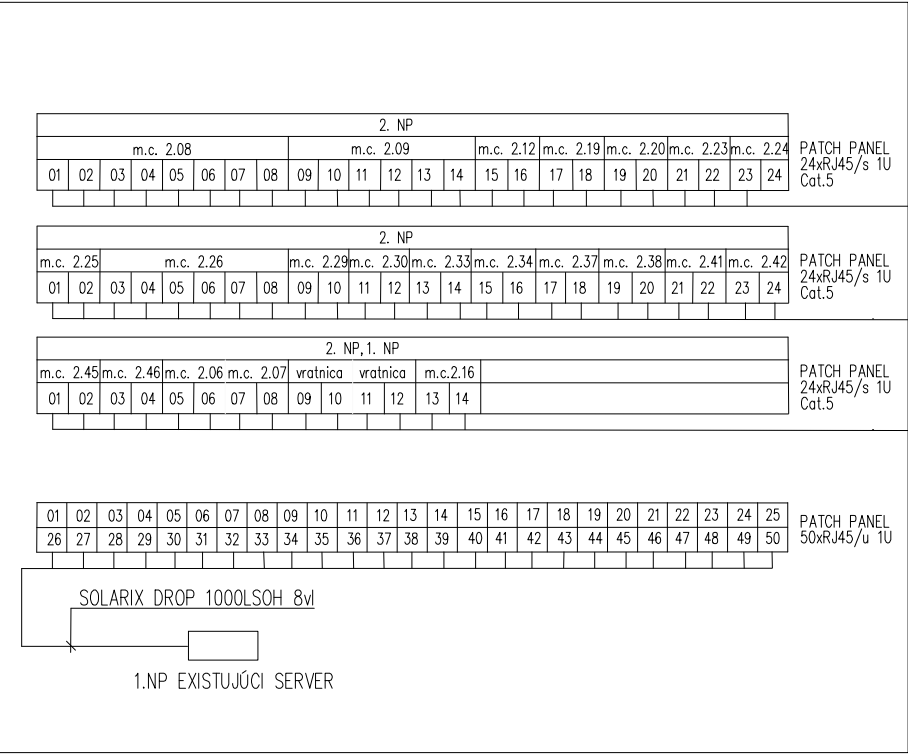 2. NP
m.c. 2.08 m.c. 2.09 m.c. 2.12 m.c. 2.19 m.c. 2.20 m.c. 2.23 m.c. 2.24
01 02 03 04 05 06 07 08 09 10 11 12 13 14 15 16 17 18 19 20 21 22 23 24
PATCH PANEL
24xRJ45/s 1U
Cat.5
2. NP
m.c. 2.25 m.c. 2.26 m.c. 2.29 m.c. 2.30 m.c. 2.33 m.c. 2.34 m.c. 2.37 m.c. 2.38 m.c. 2.41 m.c. 2.42
01 02 03 04 05 06 07 08 09 10 11 12 13 14 15 16 17 18 19 20 21 22 23 24
PATCH PANEL
24xRJ45/s 1U
Cat.5
2. NP,1. NP
m.c. 2.45 m.c. 2.46 m.c. 2.06 m.c. 2.07 vratnica vratnica m.c.2.16
01 02 03 04 05 06 07 08 09 10 11 12 13 14
PATCH PANEL
24xRJ45/s 1U
Cat.5
01 02 03 04 05 06 07 08 09 10 11 12 13 14 15 16 17 18 19 20 21 22 23 24 25
26 27 28 29 30 31 32 33 34 35 36 37 38 39 40 41 42 43 44 45 46 47 48 49 50
PATCH PANEL
50xRJ45/u 1U
SOLARIX DROP 1000LSOH 8vl
1.NP EXISTUJÚCI SERVER